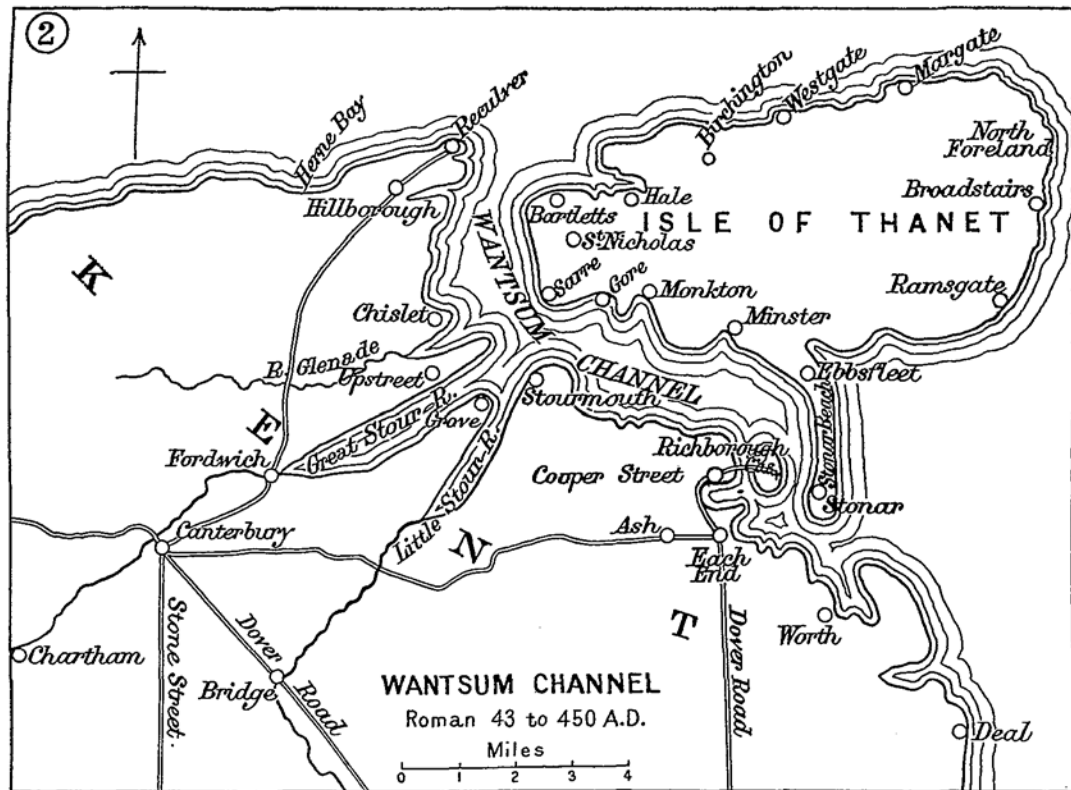 2
Margate
Westgate
Birchington
North
Foreland
Reculver
Herne Bay
Hillborough
Bartletts
Hale
Broadstairs
ISLE OF THANET
St Nicholas
WANTSUM
CHANNEL
Sarre
Gore
Monkton
Ramsgate
Chislet
Minster
R. Glenade
Upstreet
Ebbsfleet
Stourmouth
Grove
Stonar Beach
Great Stour R.
Little Stour R.
Richborough
Cooper Street
Stonar
Fordwich
KENT
Ash
Each
End
Canterbury
Worth
Stone Street.
Dover
Road
Dover Road
Chartham
Bridge
Deal
WANTSUM CHANNEL
Roman 43 to 450 A.D.
Miles
0 1 2 3 4